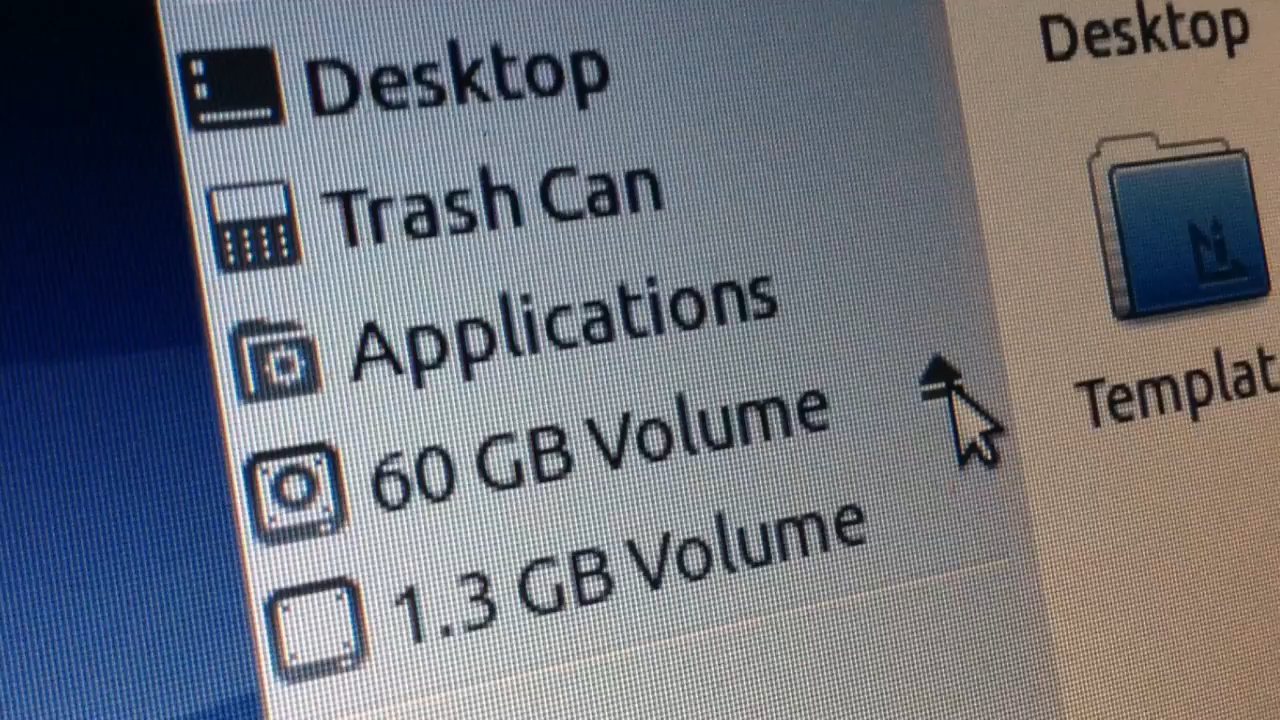 Desktop
Trash Can
Applications
60 GB Volume
1.3 GB Volume
Desktop
Templat